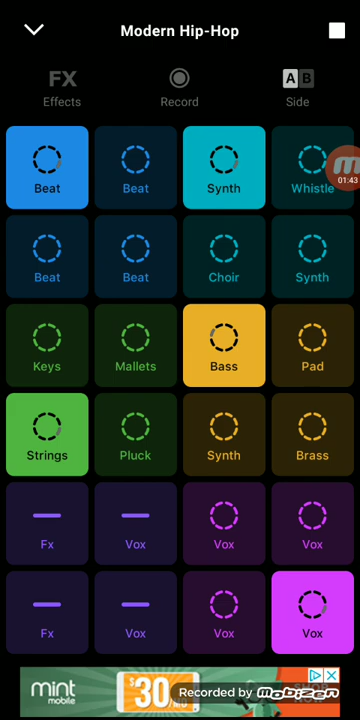 Modern Hip-Hop
FX
A B
Effects Record Side
Beat Beat Synth Whistle
01:43
Beat Beat Choir Synth
Keys Mallets Bass Pad
Strings Pluck Synth Brass
Fx Vox Vox Vox
Fx Vox Vox Vox
mint
mobile
$30/mo
NOW
Recorded by Mobizen